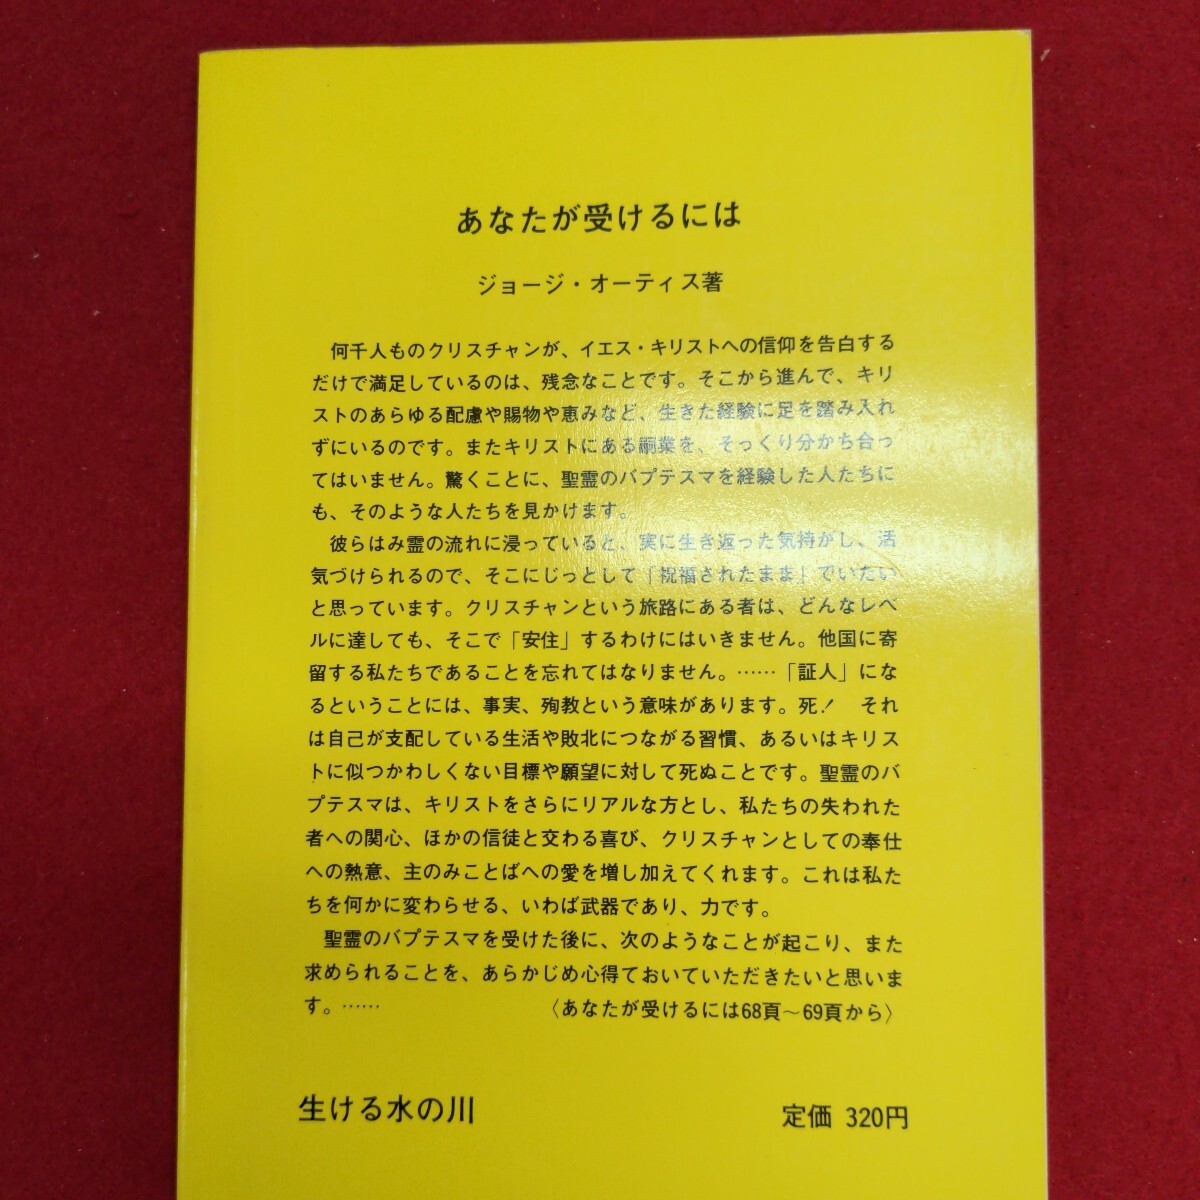 あなたが受けるには
ジョージ・オーティス著
何千人ものクリスチャンが、イエス・キリストへの信仰を告白する
だけで満足しているのは、残念なことです。そこから進んで、キリ
ストのあらゆる配慮や賜物や恵みなど、生きた経験に足を踏み入れ
ずにいるのです。またキリストにある嗣業を、そっくり分かち合っ
てはいません。驚くことに、聖霊のバプテスマを経験した人たちに
も、そのような人たちを見かけます。
彼らはみ霊の流れに浸っていると、実に生き返った気持がし、活
気づけられるので、そこにじっとして「祝福されたまま」でいたい
と思っています。クリスチャンという旅路にある者は、どんなレベ
ルに達しても、そこで「安住」するわけにはいきません。他国に寄
留する私たちであることを忘れてはなりません。……「証人」にな
るということには、事実、殉教という意味があります。死！　それ
は自己が支配している生活や敗北につながる習慣、あるいはキリス
トに似つかわしくない目標や願望に対して死ぬことです。聖霊のバ
プテスマは、キリストをさらにリアルな方とし、私たちの失われた
者への関心、ほかの信徒と交わる喜び、クリスチャンとしての奉仕
への熱意、主のみことばへの愛を増し加えてくれます。これは私た
ちを何かに変わらせる、いわば武器であり、力です。
聖霊のバプテスマを受けた後に、次のようなことが起こり、また
求められることを、あらかじめ心得ておいていただきたいと思いま
す。…… 〈あなたが受けるには68頁～69頁から〉
生ける水の川
定価 320円